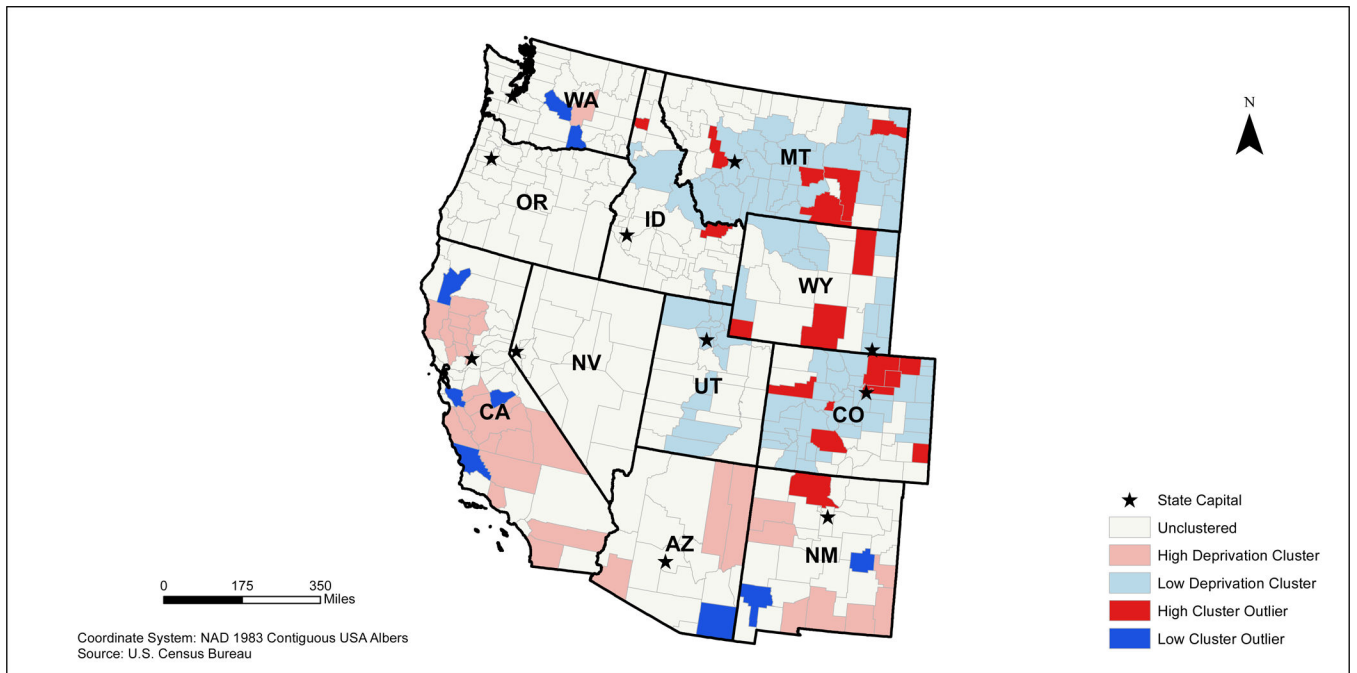 N
WA
MT
OR
ID
WY
NV
UT
CO
CA
AZ
NM
State Capital
Unclustered
High Deprivation Cluster
Low Deprivation Cluster
High Cluster Outlier
Low Cluster Outlier
0 175 350
Miles
Coordinate System: NAD 1983 Contiguous USA Albers
Source: U.S. Census Bureau